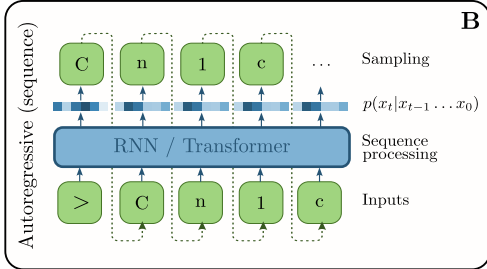 B
Autoregressive (sequence)
C n 1 c ... Sampling
p(x_t|x_{t−1} ... x_0)
RNN / Transformer
Sequence
processing
> C n 1 c Inputs